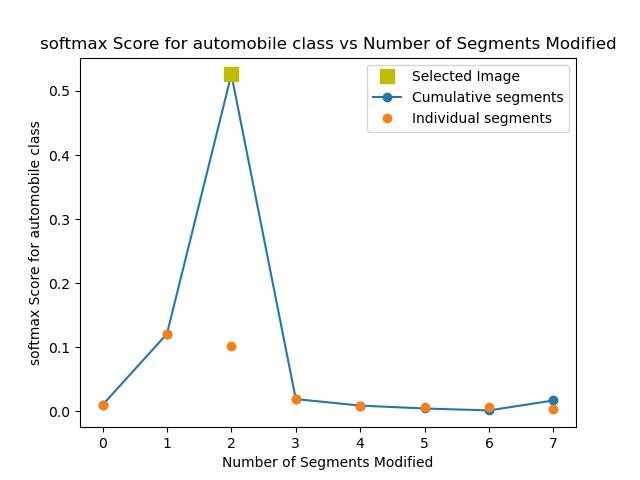 softmax Score for automobile class vs Number of Segments Modified
Selected Image
Cumulative segments
Individual segments
softmax Score for automobile class
0.5
0.4
0.3
0.2
0.1
0.0
0 1 2 3 4 5 6 7
Number of Segments Modified